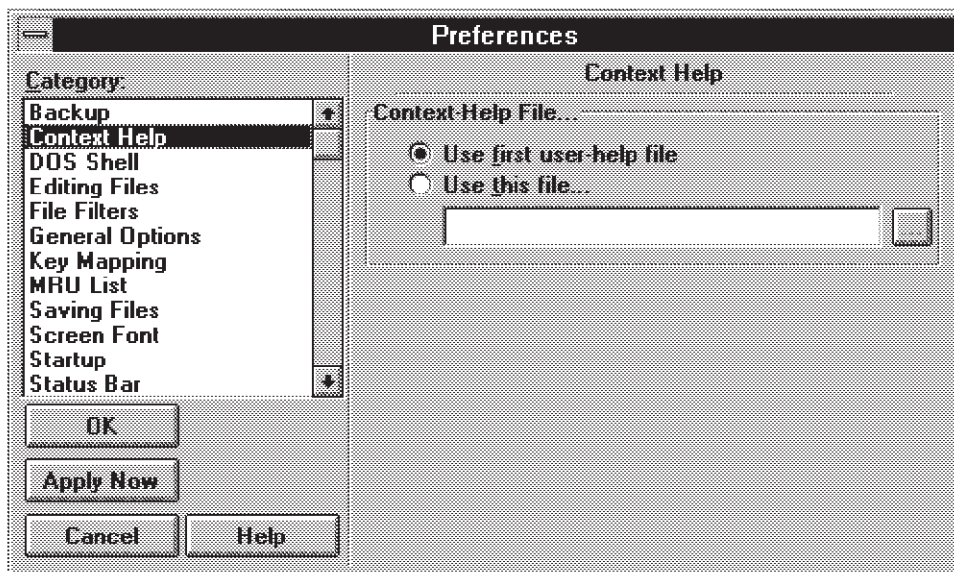 Preferences
Category:
Backup
Context Help
DOS Shell
Editing Files
File Filters
General Options
Key Mapping
MRU List
Saving Files
Screen Font
Startup
Status Bar
OK
Apply Now
Cancel
Help
Context Help
Context-Help File...
Use first user-help file
Use this file...
...